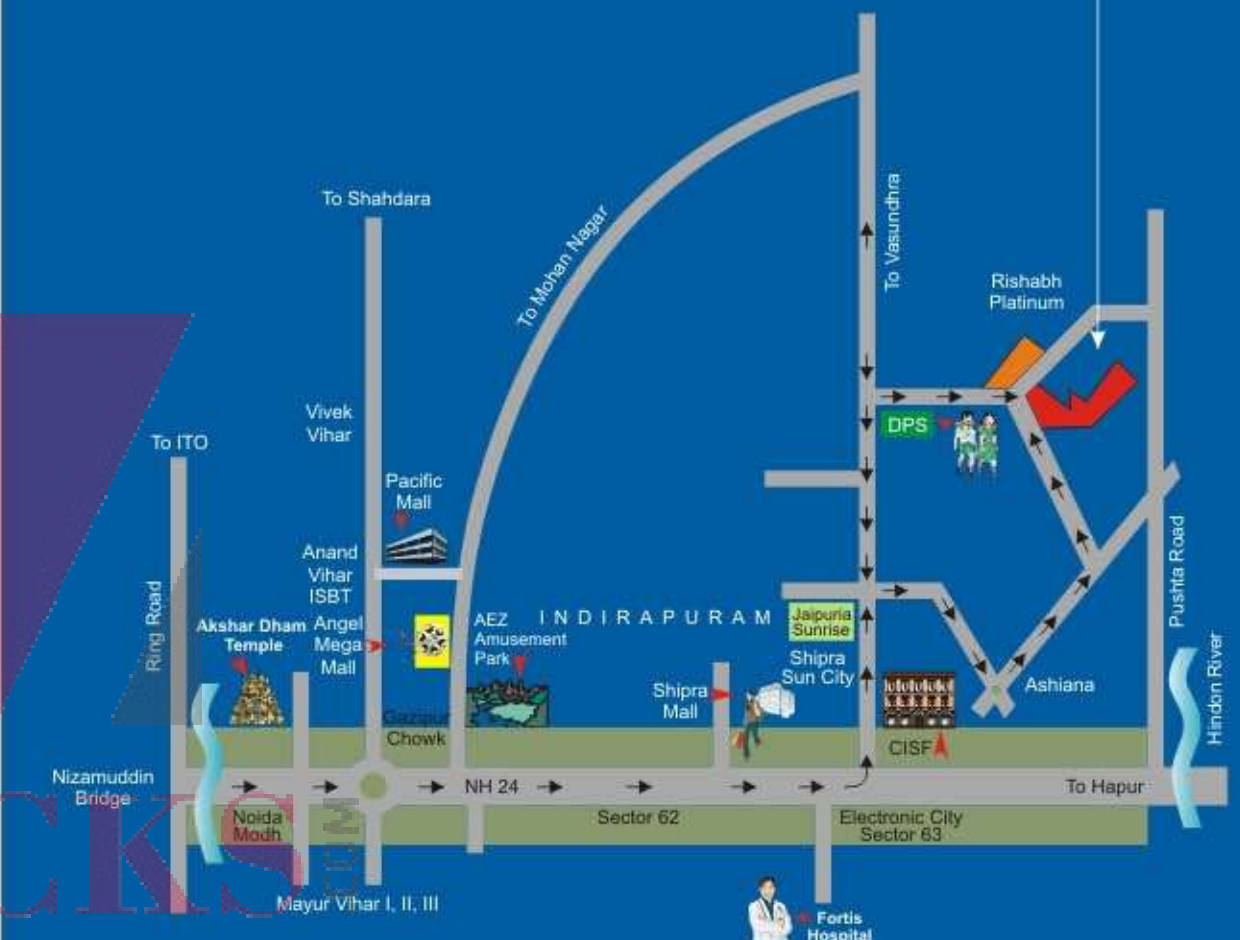 To Shahdara
To Vasundhra
To Mohan Nagar
Rishabh
Platinum
Vivek
Vihar
To ITO
DPS
Pacific
Mall
Anand
Vihar
ISBT
Pushta Road
Ring Road
Akshar Dham
Temple
Angel
Mega
Mall
AEZ
Amusement
Park
INDIRAPURAM
Jaipuria
Sunrise
Shipra
Sun City
Shipra
Mall
Ashiana
Hindon River
Gazipur
Chowk
CISF
Nizamuddin
Bridge
NH 24
To Hapur
Noida
Modh
Sector 62
Electronic City
Sector 63
CKS
.COM
Mayur Vihar I, II, III
Fortis
Hospital